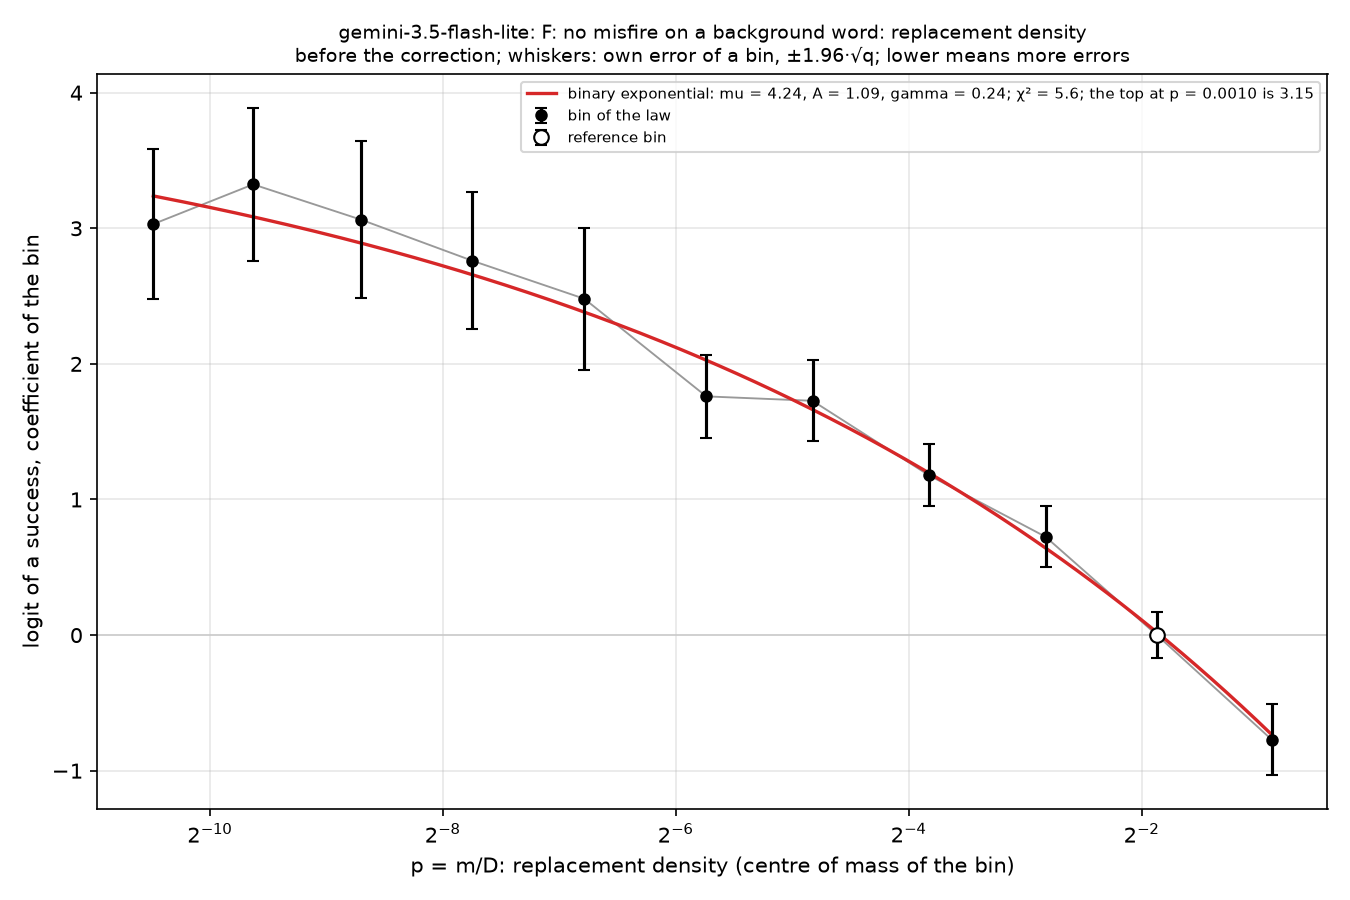 gemini-3.5-flash-lite: F: no misfire on a background word: replacement density
before the correction; whiskers: own error of a bin, ±1.96·√q; lower means more errors
binary exponential: mu = 4.24, A = 1.09, gamma = 0.24; χ² = 5.6; the top at p = 0.0010 is 3.15
bin of the law
reference bin
logit of a success, coefficient of the bin
4
3
2
1
0
−1
2⁻¹⁰
2⁻⁸
2⁻⁶
2⁻⁴
2⁻²
p = m/D: replacement density (centre of mass of the bin)